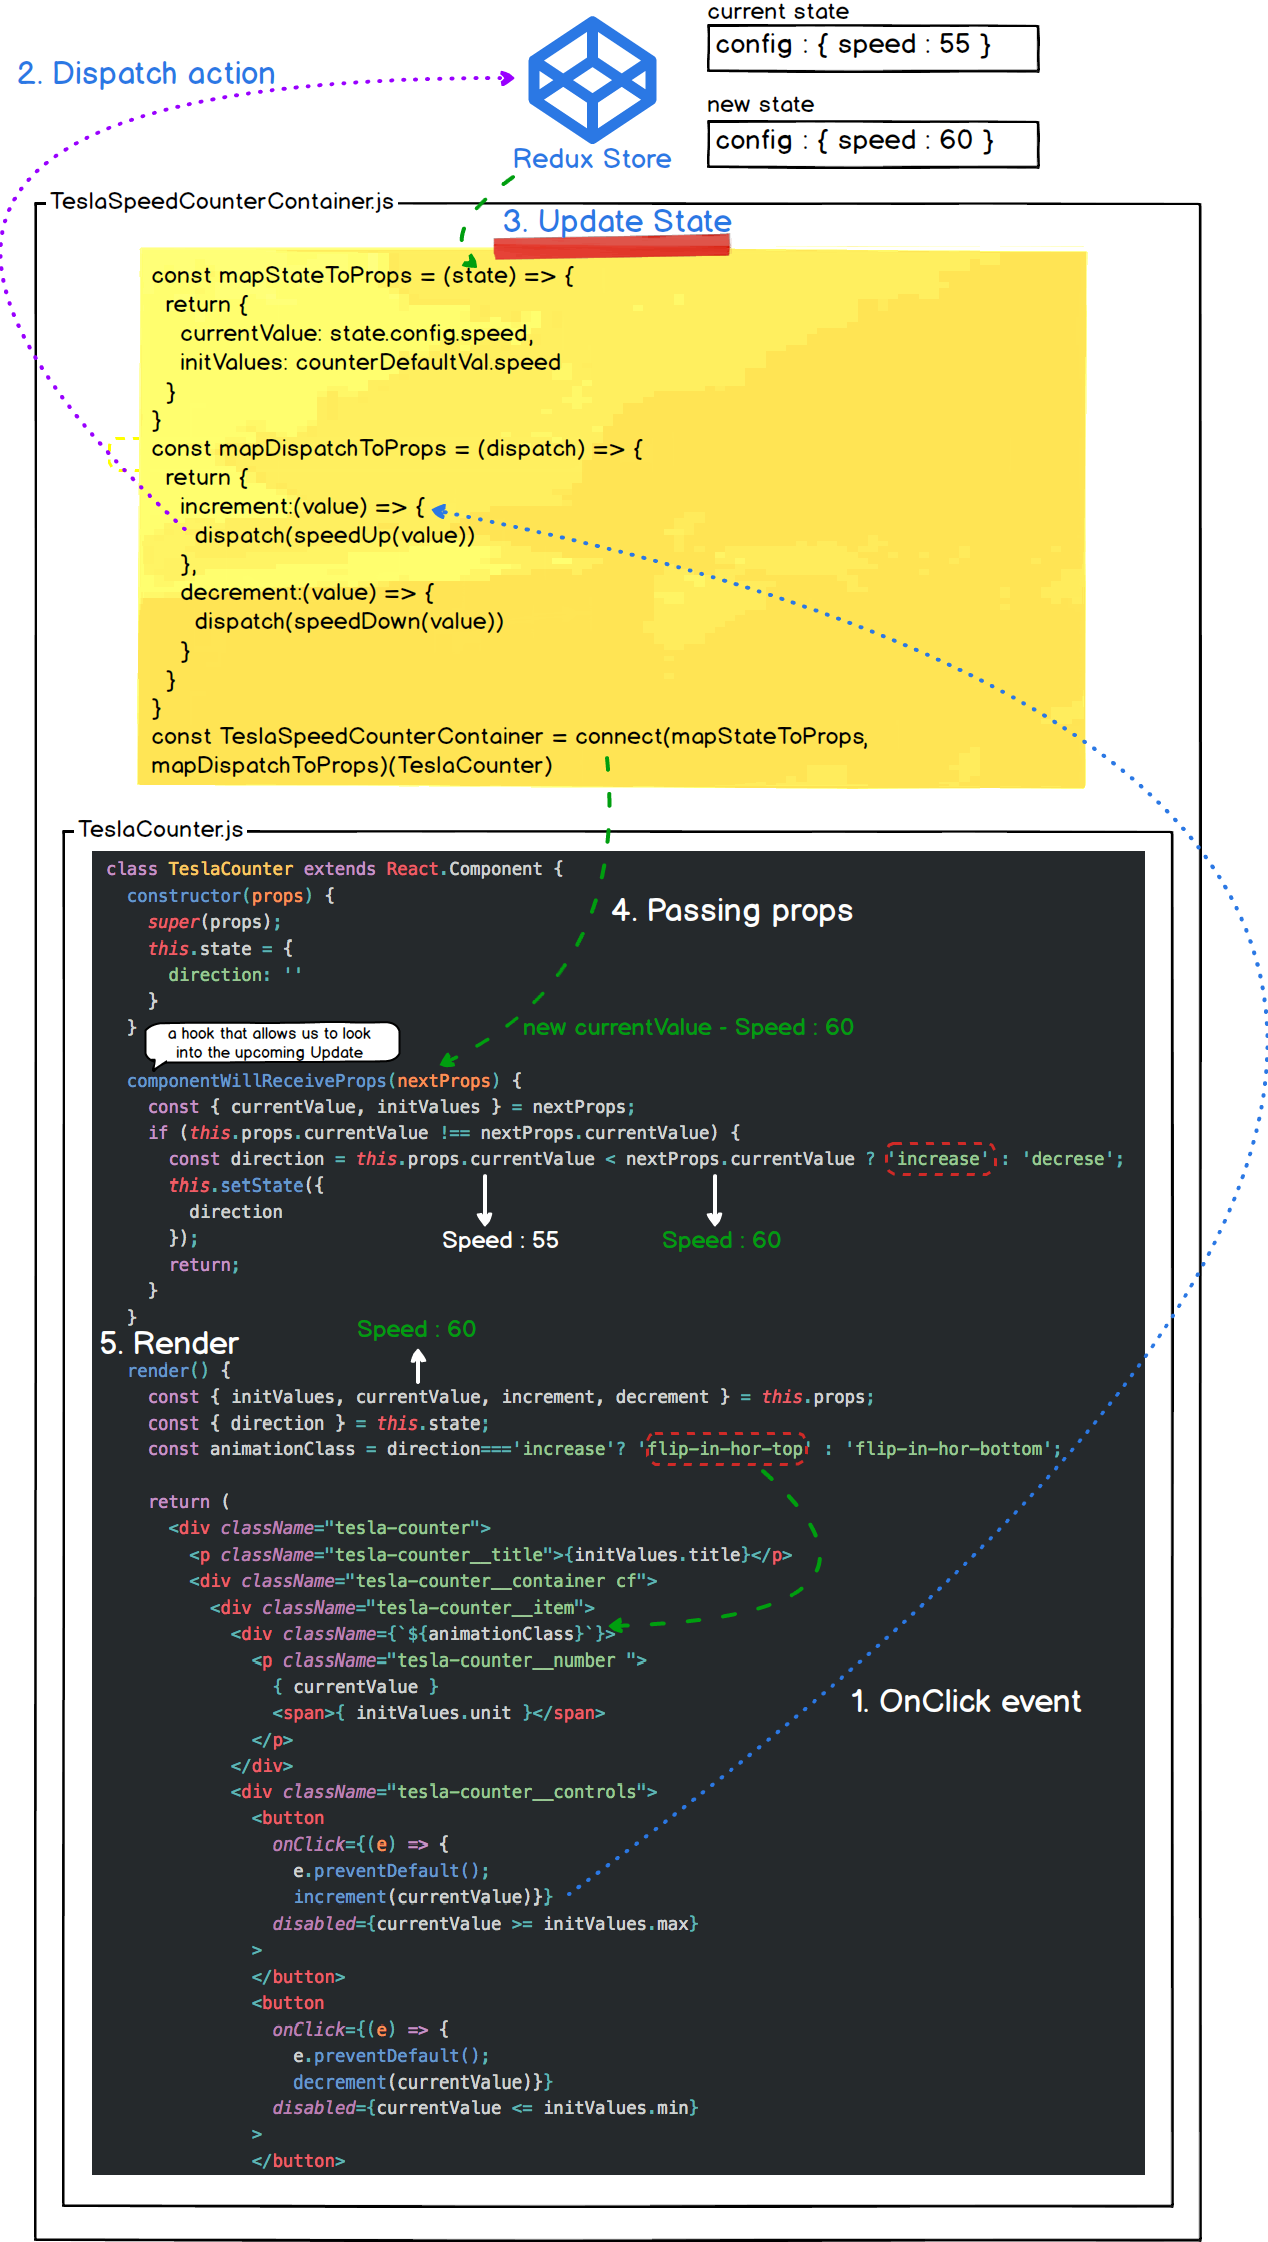 current state
config : { speed : 55 }
2. Dispatch action
new state
config : { speed : 60 }
Redux Store
TeslaSpeedCounterContainer.js
3. Update State
const mapStateToProps = (state) => {
return {
currentValue: state.config.speed,
initValues: counterDefaultVal.speed
}
}
const mapDispatchToProps = (dispatch) => {
return {
increment:(value) => {
dispatch(speedUp(value))
},
decrement:(value) => {
dispatch(speedDown(value))
}
}
}
const TeslaSpeedCounterContainer = connect(mapStateToProps,
mapDispatchToProps)(TeslaCounter)
TeslaCounter.js
class TeslaCounter extends React.Component {
constructor(props) {
super(props);
4. Passing props
this.state = {
direction: ''
}
}
a hook that allows us to look
into the upcoming Update
new currentValue - Speed : 60
componentWillReceiveProps(nextProps) {
const { currentValue, initValues } = nextProps;
if (this.props.currentValue !== nextProps.currentValue) {
const direction = this.props.currentValue < nextProps.currentValue ? 'increase' : 'decrese';
this.setState({
direction
});
Speed : 55
Speed : 60
return;
}
}
Speed : 60
5. Render
render() {
const { initValues, currentValue, increment, decrement } = this.props;
const { direction } = this.state;
const animationClass = direction==='increase'? 'flip-in-hor-top' : 'flip-in-hor-bottom';
return (
<div className="tesla-counter">
<p className="tesla-counter__title">{initValues.title}</p>
<div className="tesla-counter__container cf">
<div className="tesla-counter__item">
<div className={`${animationClass}`}>
<p className="tesla-counter__number ">
{ currentValue }
<span>{ initValues.unit }</span>
</p>
</div>
1. OnClick event
<div className="tesla-counter__controls">
<button
onClick={(e) => {
e.preventDefault();
increment(currentValue)}}
disabled={currentValue >= initValues.max}
>
</button>
<button
onClick={(e) => {
e.preventDefault();
decrement(currentValue)}}
disabled={currentValue <= initValues.min}
>
</button>